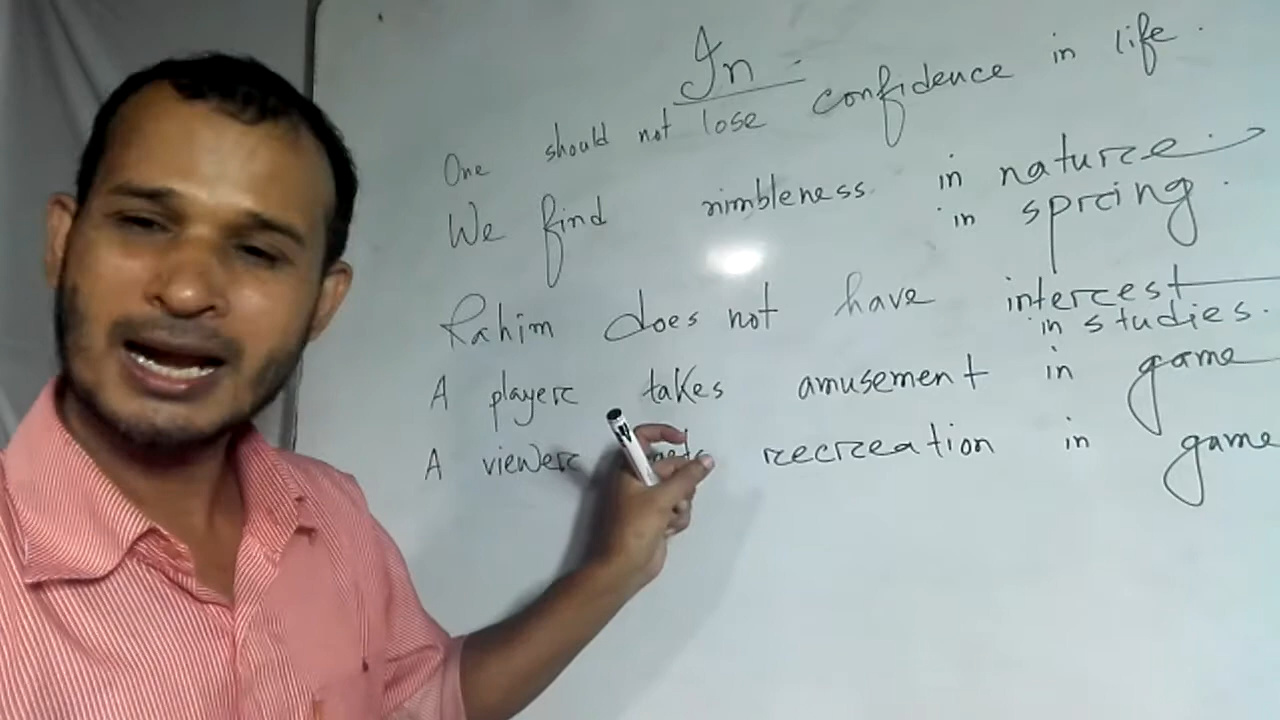 In :-
One should not lose confidence in life.
We find nimbleness in nature
in spring.
Rahim does not have interest
in studies.
A player takes amusement in game
A viewer recreation in game